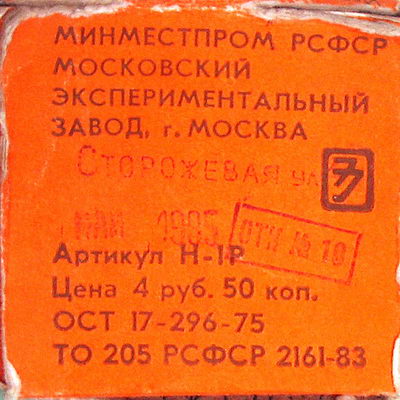 МИНМЕСТПРОМ РСФСР
МОСКОВСКИЙ
ЭКСПЕРИМЕНТАЛЬНЫЙ
ЗАВОД, г. МОСКВА
СТОРОЖЕВАЯ УЛ
ОТК № 10
Артикул Н-1Р
Цена 4 руб. 50 коп.
ОСТ 17-296-75
ТО 205 РСФСР 2161-83